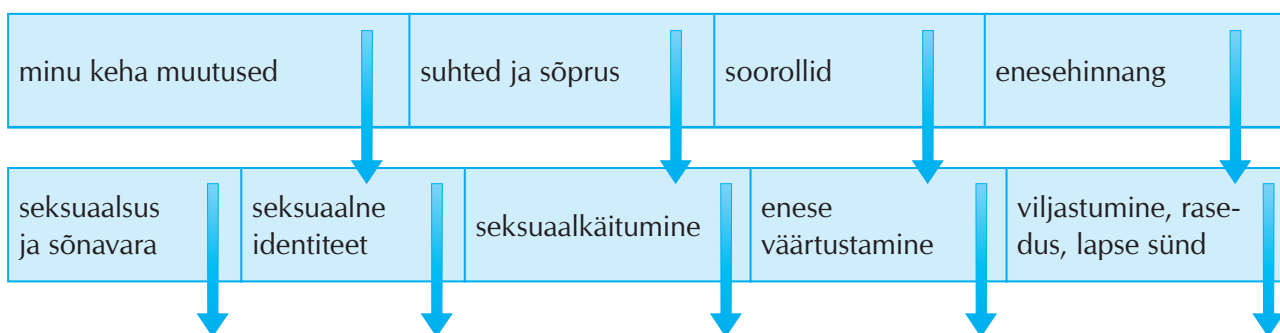 minu keha muutused
suhted ja sõprus
soorollid
enesehinnang
seksuaalsus
ja sõnavara
seksuaalne
identiteet
seksuaalkäitumine
enese
väärtustamine
viljastumine, rase-
dus, lapse sünd